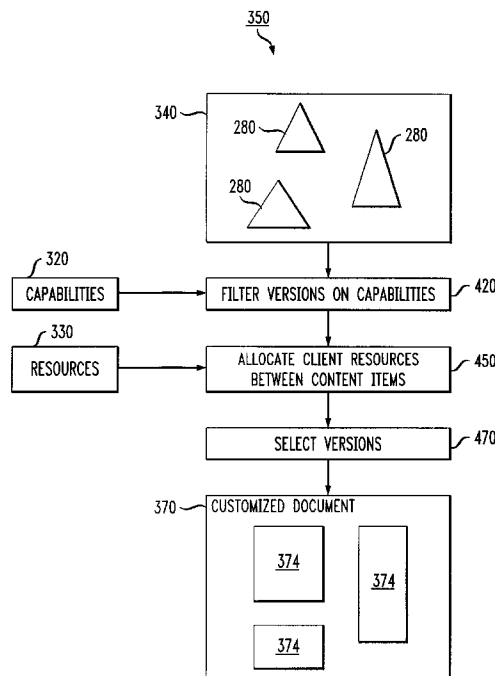 350
340
280
280
280
320
CAPABILITIES
FILTER VERSIONS ON CAPABILITIES
420
330
RESOURCES
ALLOCATE CLIENT RESOURCES
BETWEEN CONTENT ITEMS
450
SELECT VERSIONS
470
370
CUSTOMIZED DOCUMENT
374
374
374